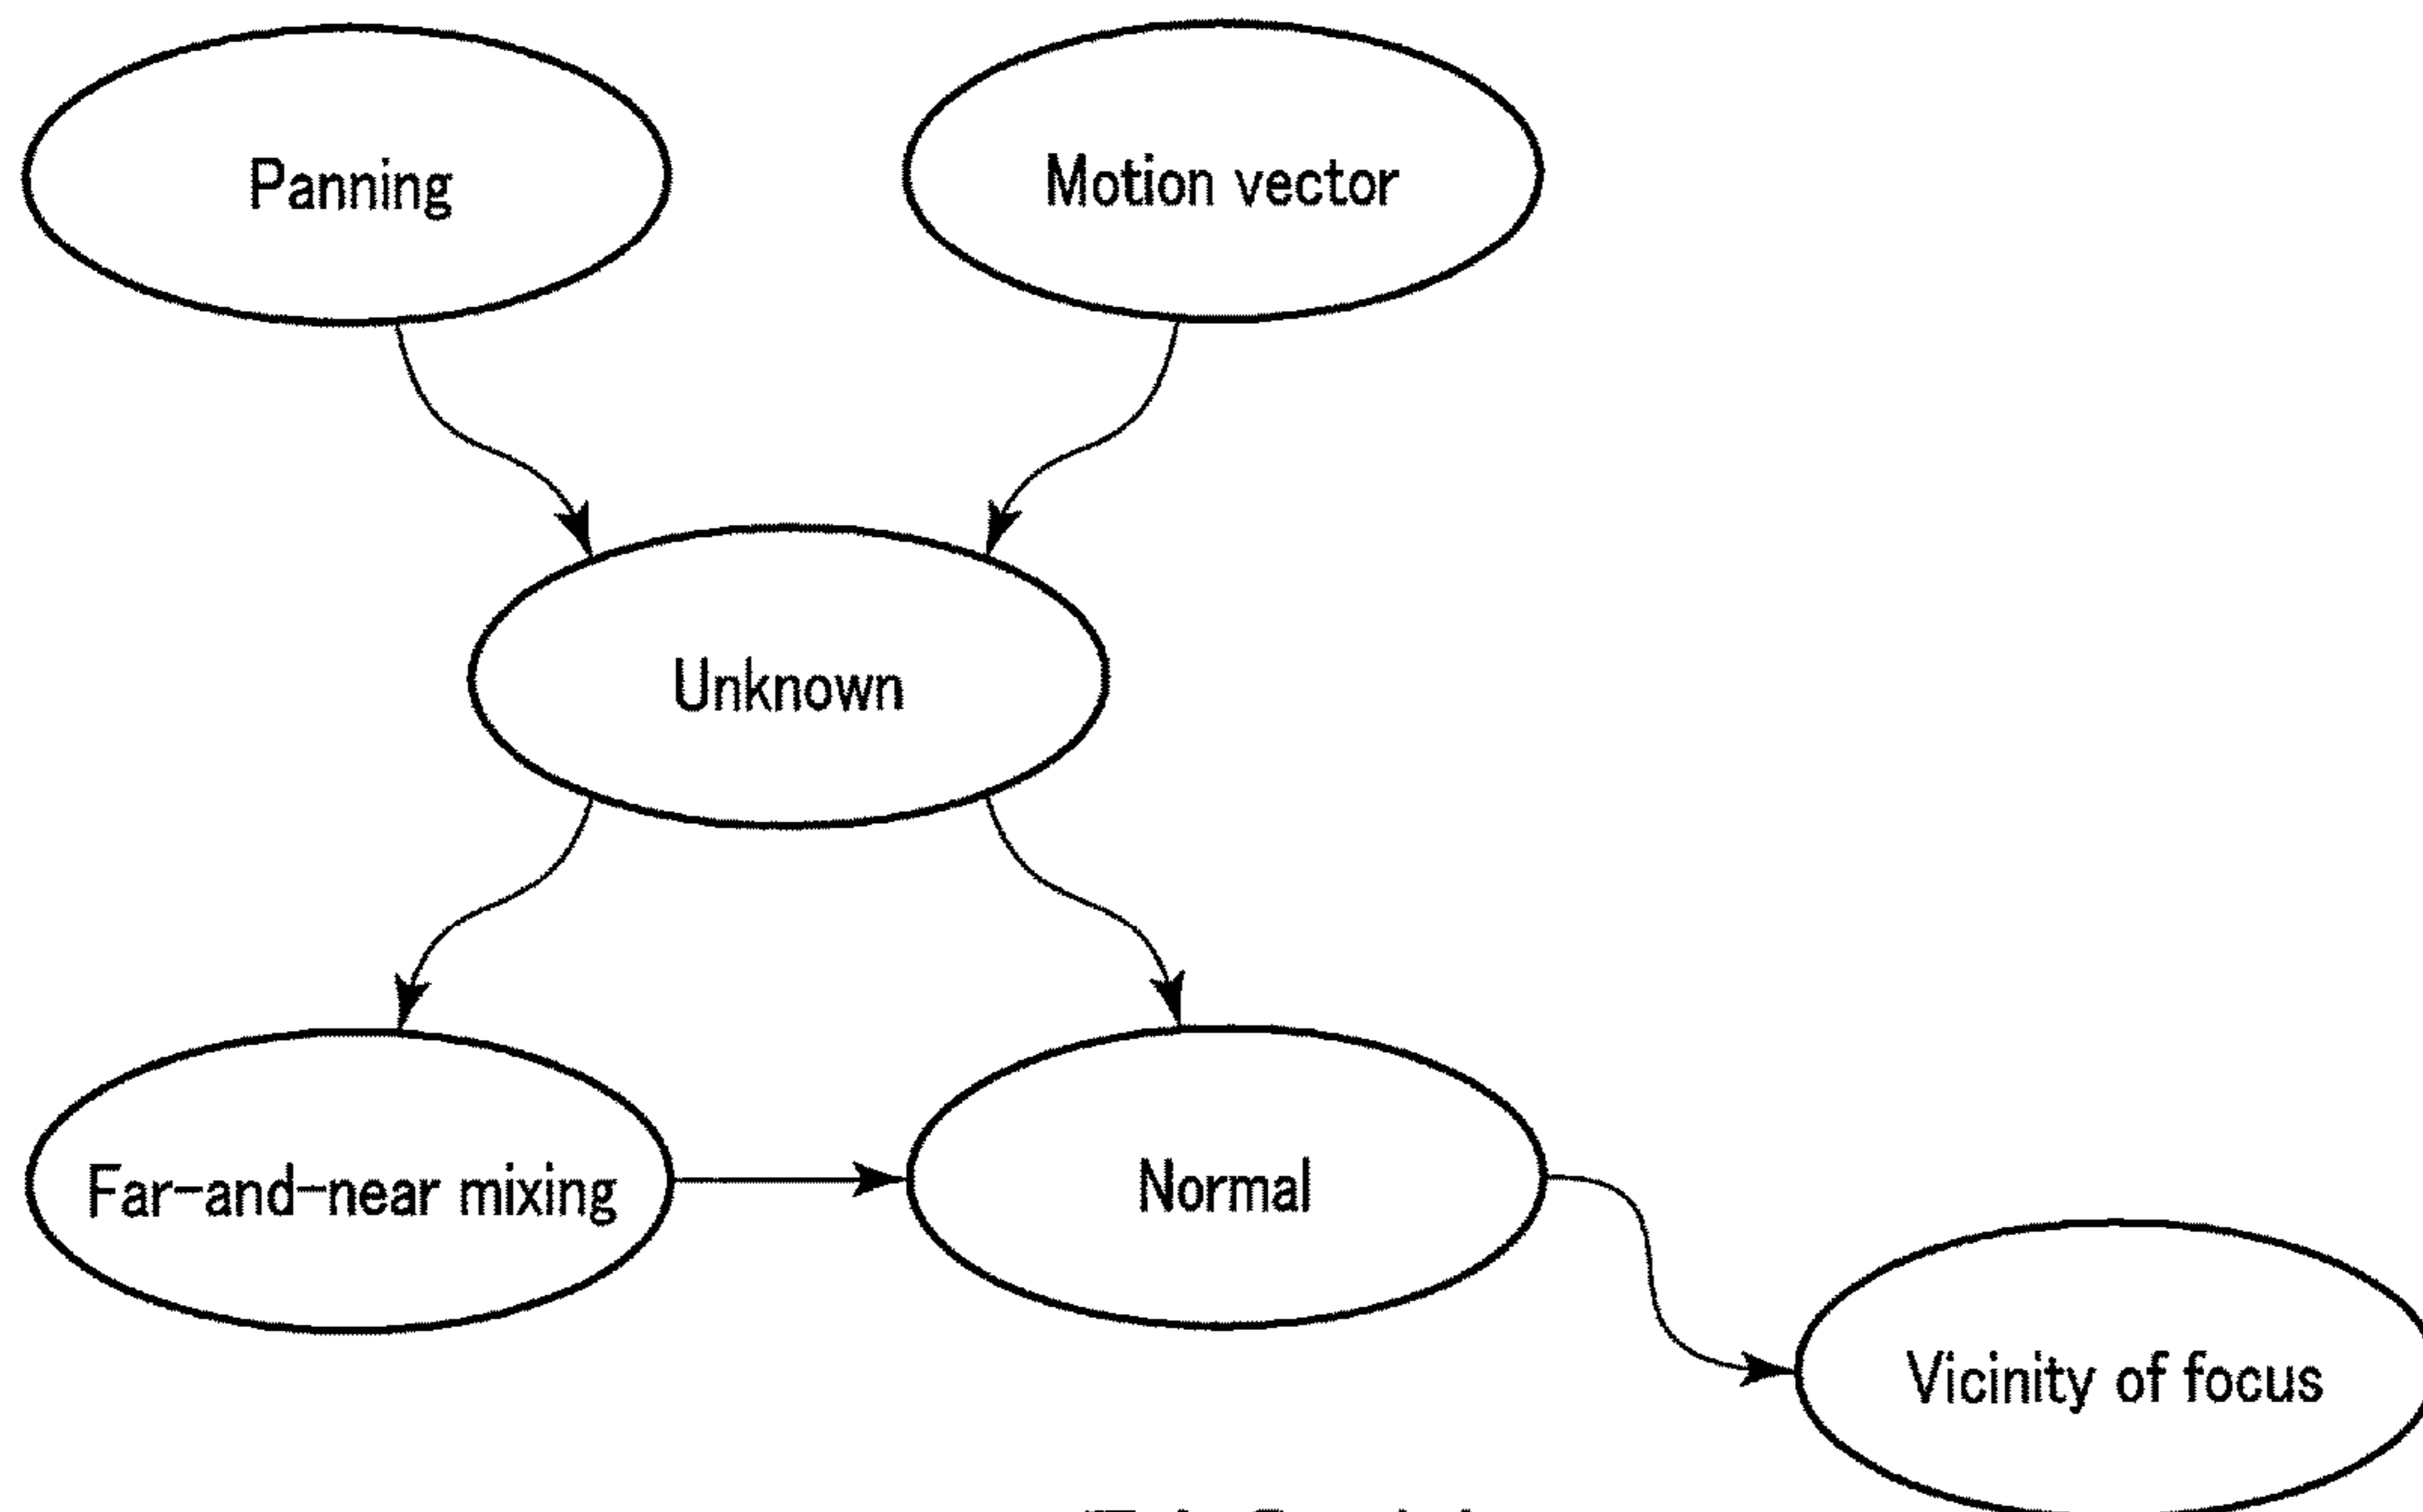 Panning
Motion vector
Unknown
Far-and-near mixing
Normal
Vicinity of focus